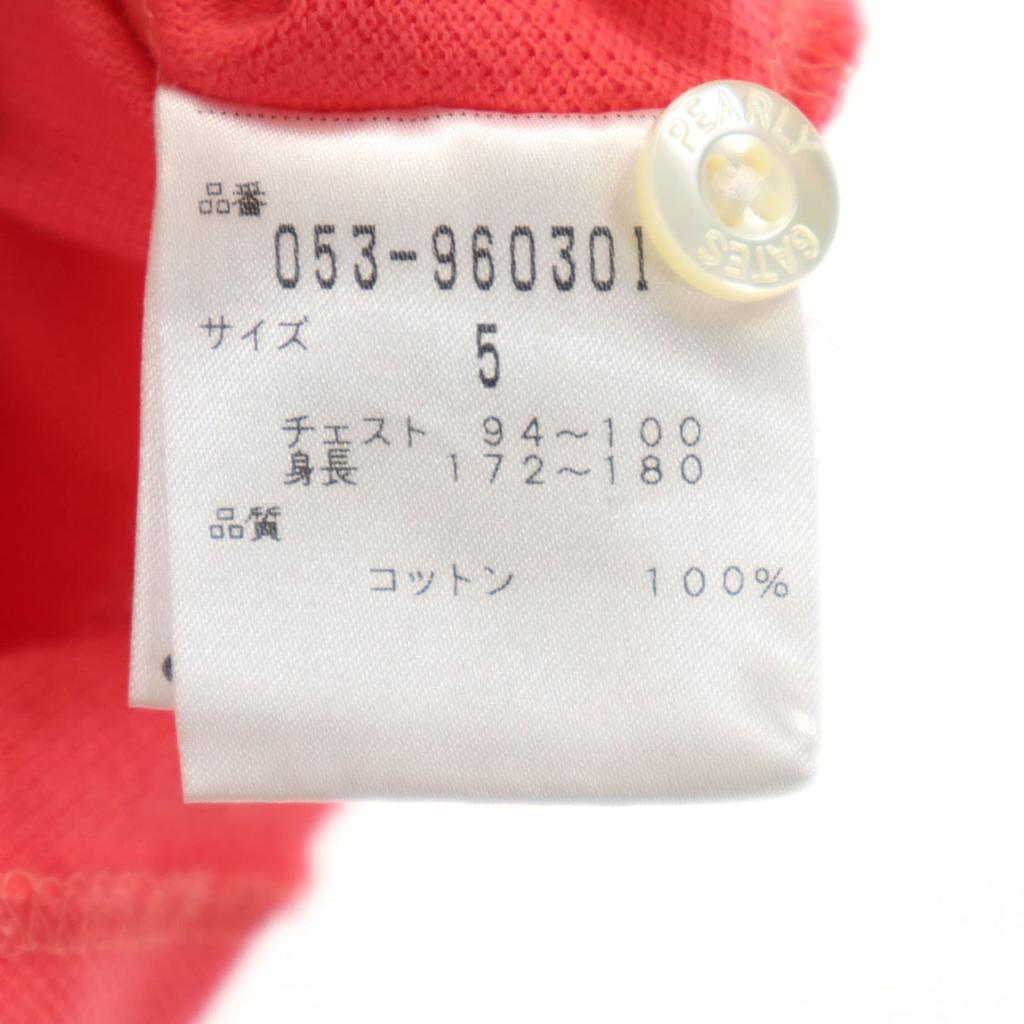 PEARLY
GATES
品番
053-960301
サイズ
5
チェスト 94～100
身長 172～180
品質
コットン 100%